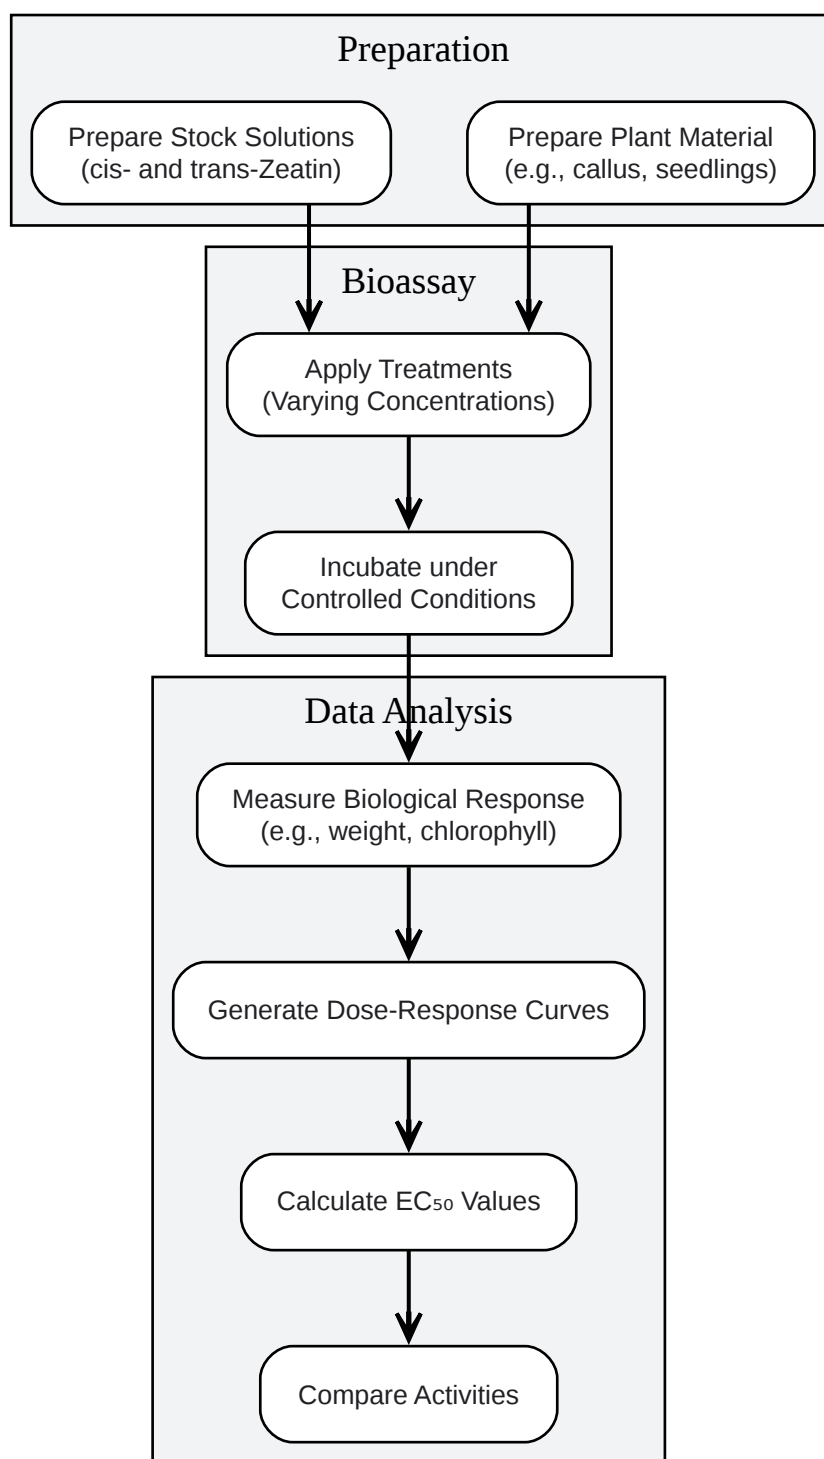 Preparation
Prepare Stock Solutions
(cis- and trans-Zeatin)
Prepare Plant Material
(e.g., callus, seedlings)
Bioassay
Apply Treatments
(Varying Concentrations)
Incubate under
Controlled Conditions
Data Analysis
Measure Biological Response
(e.g., weight, chlorophyll)
Generate Dose-Response Curves
Calculate EC₅₀ Values
Compare Activities